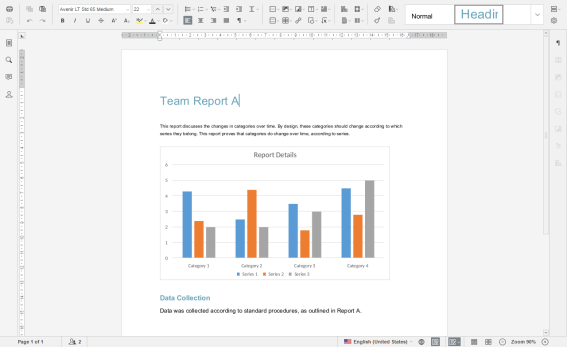 Avenir LT Std 65 Medium
22
Normal
Headin
Team Report A
This report discusses the changes in categories over time. By design, these categories should change according to which
series they belong. This report proves that categories do change over time, according to series.
Report Details
6
5
4
3
2
1
0
Category 1 Category 2 Category 3 Category 4
Series 1 Series 2 Series 3
Data Collection
Data was collected according to standard procedures, as outlined in Report A.
Page 1 of 1
2
English (United States)
Zoom 96%